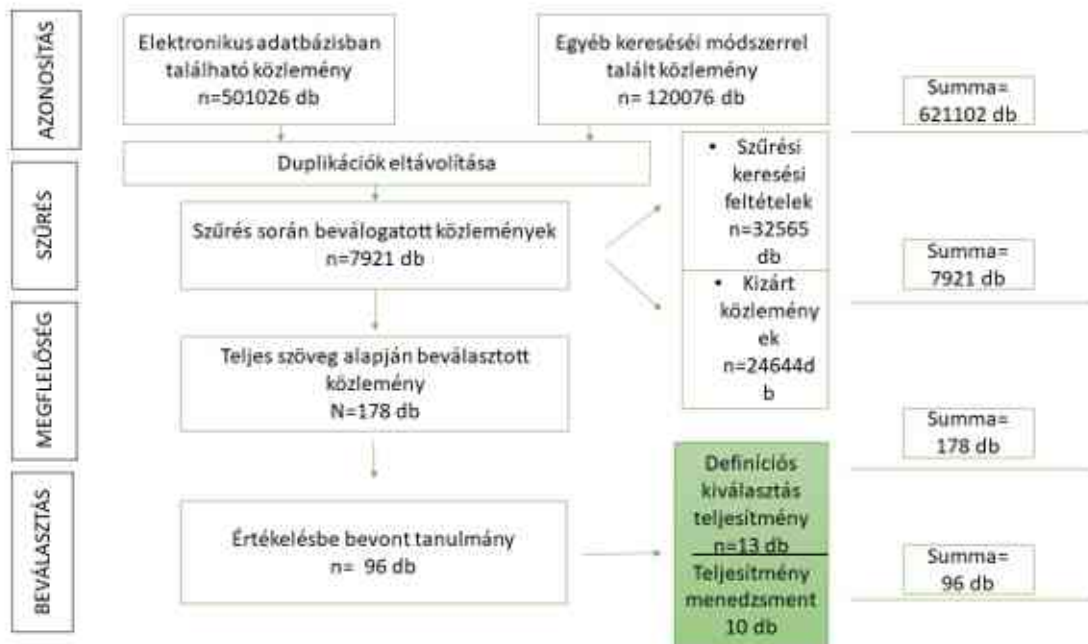 AZONOSÍTÁS
Elektronikus adatbázisban
található közlemény
n=501026 db
Egyéb kereséséi módszerrel
talált közlemény
n= 120076 db
Summa=
621102 db
Duplikációk eltávolítása
SZŰRÉS
Szűrés során beválogatott közlemények
n=7921 db
• Szűrési
keresési
feltételek
n=32565
db
• Kizárt
közlemény
ek
n=24644d
b
Summa=
7921 db
MEGFLELŐSÉG
Teljes szöveg alapján beválasztott
közlemény
N=178 db
Summa=
178 db
BEVÁLASZTÁS
Értékelésbe bevont tanulmány
n= 96 db
Definíciós
kiválasztás
teljesítmény
n=13 db
Teljesítmény
menedzsment
10 db
Summa=
96 db